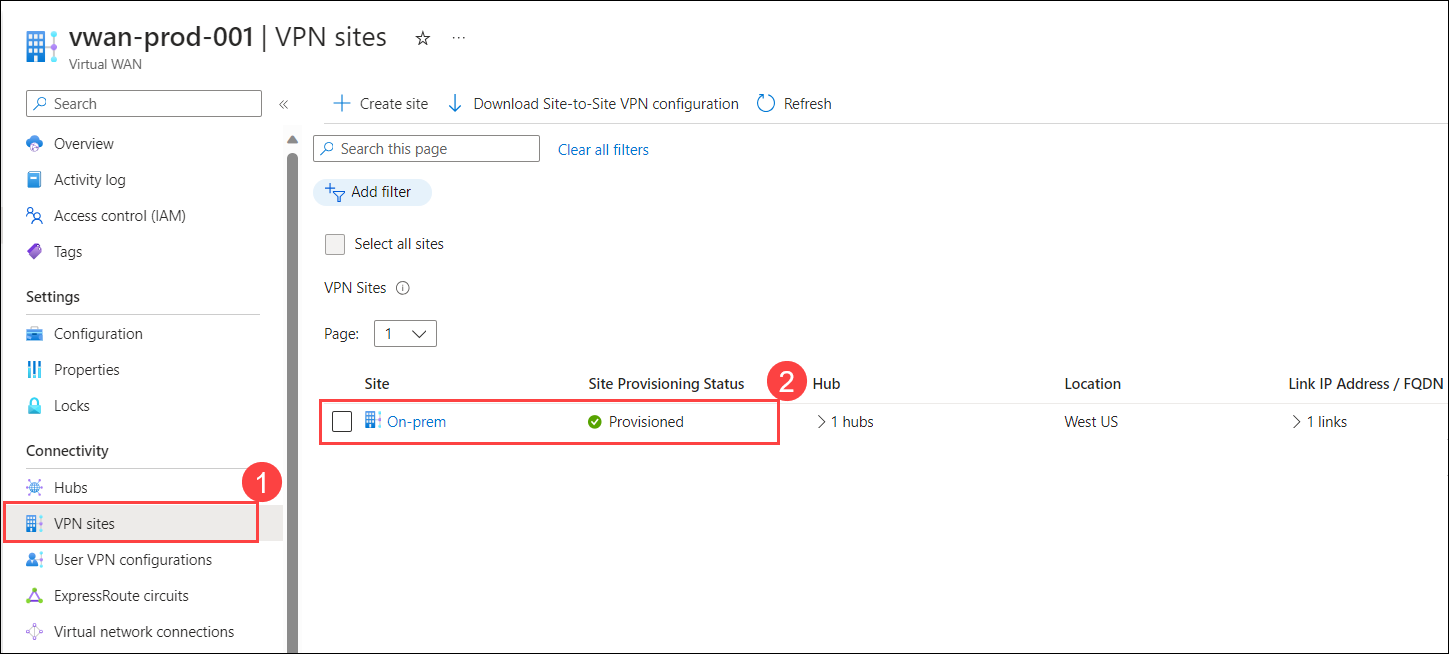 vwan-prod-001 | VPN sites
Virtual WAN
Search
Overview
Activity log
Access control (IAM)
Tags
Settings
Configuration
Properties
Locks
Connectivity
Hubs
1
VPN sites
User VPN configurations
ExpressRoute circuits
Virtual network connections
Create site Download Site-to-Site VPN configuration Refresh
Search this page Clear all filters
Add filter
Select all sites
VPN Sites
Page: 1
Site Site Provisioning Status 2 Hub Location Link IP Address / FQDN
On-prem Provisioned 1 hubs West US 1 links